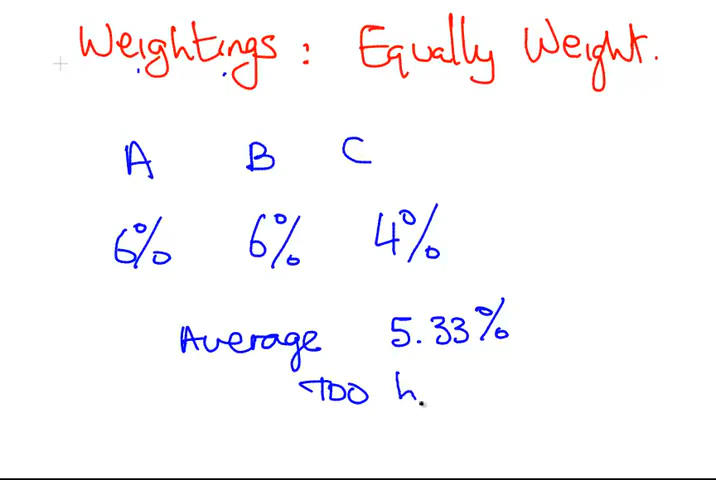 Weightings : Equally Weight.
A B C
6% 6% 4%
Average 5.33%
too h